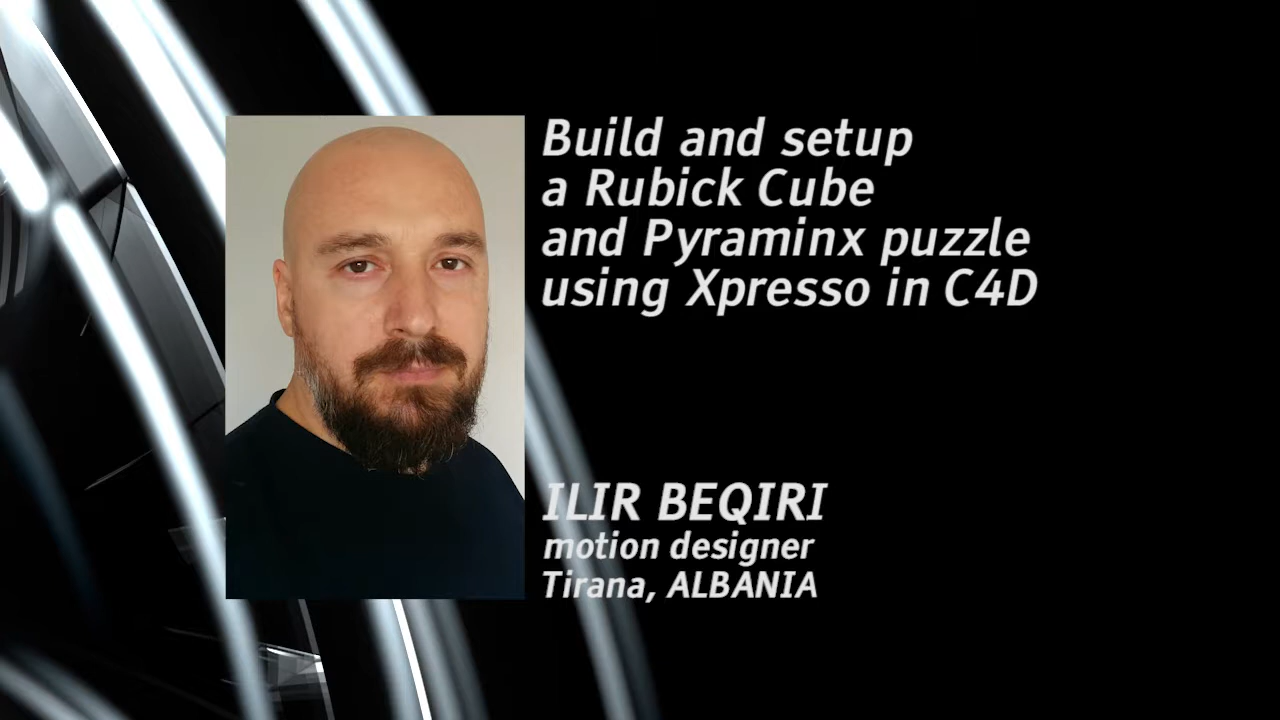 Build and setup
a Rubick Cube
and Pyraminx puzzle
using Xpresso in C4D
ILIR BEQIRI
motion designer
Tirana, ALBANIA